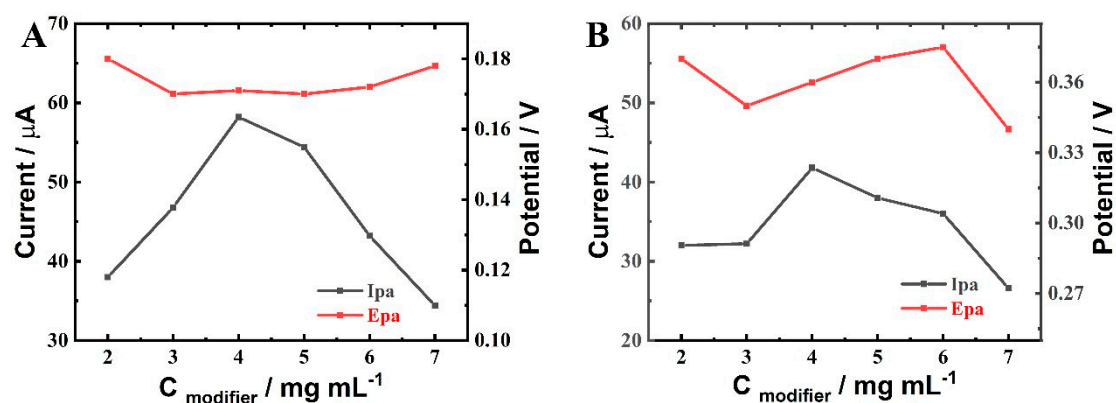 A
Current / μA
70
60
50
40
30
0.18
0.16
0.14
0.12
0.10
Potential / V
Ipa
Epa
2 3 4 5 6 7
C modifier / mg mL-1
B
Current / μA
60
50
40
30
20
0.36
0.33
0.30
0.27
Potential / V
Ipa
Epa
2 3 4 5 6 7
C modifier / mg mL-1